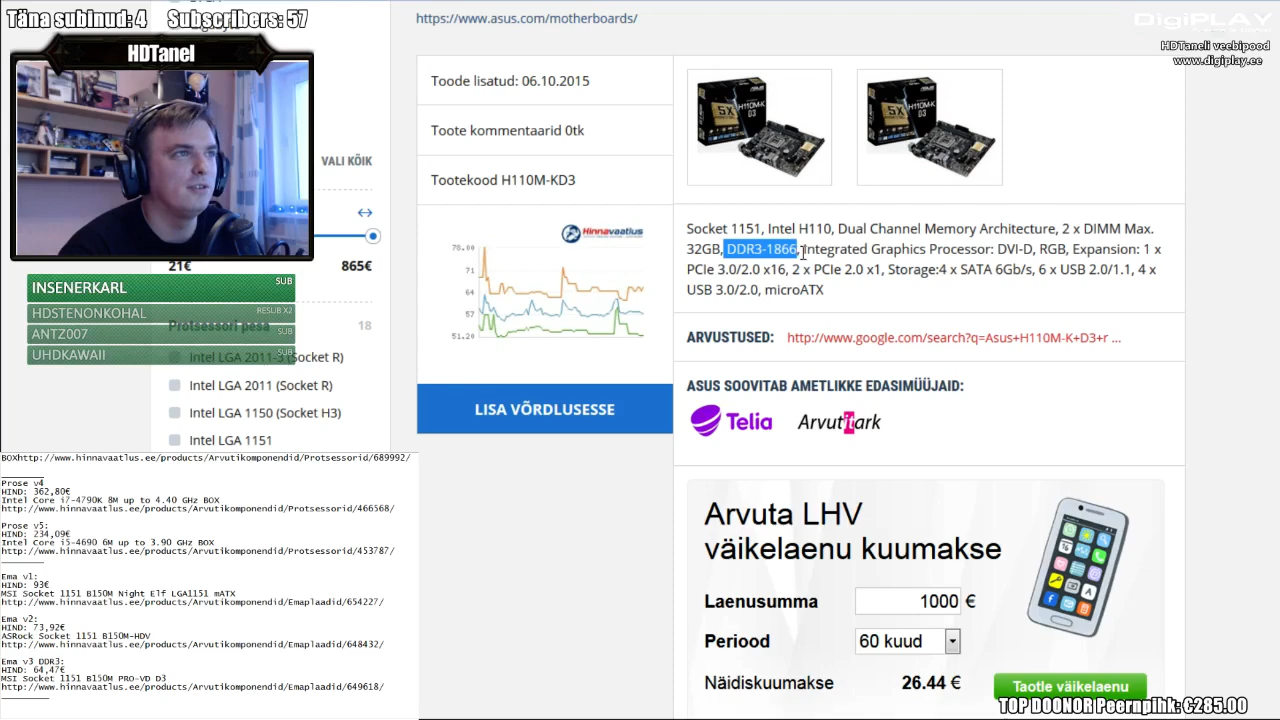 Täna subinud: 4 Subscribers: 57
HDTanel
INSENERKARL SUB
HDSTENONKOHAL RESUB X2
ANTZ007 SUB
UHDKAWAII SUB
VALI KÕIK
21€ 865€
Protsessori pesa 18
Intel LGA 2011-3 (Socket R)
Intel LGA 2011 (Socket R)
Intel LGA 1150 (Socket H3)
Intel LGA 1151
https://www.asus.com/motherboards/
DigiPLAY
HDTaneli veebipood
www.digiplay.ee
Toode lisatud: 06.10.2015
Toote kommentaarid 0tk
Tootekood H110M-KD3
Hinnavaatlus
78.00
71
64
57
51.20
LISA VÕRDLUSESSE
Socket 1151, Intel H110, Dual Channel Memory Architecture, 2 x DIMM Max.
32GB, DDR3-1866, Integrated Graphics Processor: DVI-D, RGB, Expansion: 1 x
PCIe 3.0/2.0 x16, 2 x PCIe 2.0 x1, Storage:4 x SATA 6Gb/s, 6 x USB 2.0/1.1, 4 x
USB 3.0/2.0, microATX
ARVUSTUSED: http://www.google.com/search?q=Asus+H110M-K+D3+r ...
ASUS SOOVITAB AMETLIKKE EDASIMÜÜJAID:
Telia Arvutitark
Arvuta LHV
väikelaenu kuumakse
Laenusumma 1000 €
Periood 60 kuud
Näidiskuumakse 26.44 €
Taotle väikelaenu
TOP DOONOR Peernpihk: €285.00
BOXhttp://www.hinnavaatlus.ee/products/Arvutikomponendid/Protsessorid/689992/
Prose v4
HIND: 362,80€
Intel Core i7-4790K 8M up to 4.40 GHz BOX
http://www.hinnavaatlus.ee/products/Arvutikomponendid/Protsessorid/466568/
Prose v5:
HIND: 234,09€
Intel Core i5-4690 6M up to 3.90 GHz BOX
http://www.hinnavaatlus.ee/products/Arvutikomponendid/Protsessorid/453787/
Ema v1:
HIND: 93€
MSI Socket 1151 B150M Night Elf LGA1151 mATX
http://www.hinnavaatlus.ee/products/Arvutikomponendid/Emaplaadid/654227/
Ema v2:
HIND: 73,92€
ASRock Socket 1151 B150M-HDV
http://www.hinnavaatlus.ee/products/Arvutikomponendid/Emaplaadid/648432/
Ema v3 DDR3:
HIND: 64,47€
MSI Socket 1151 B150M PRO-VD D3
http://www.hinnavaatlus.ee/products/Arvutikomponendid/Emaplaadid/649618/